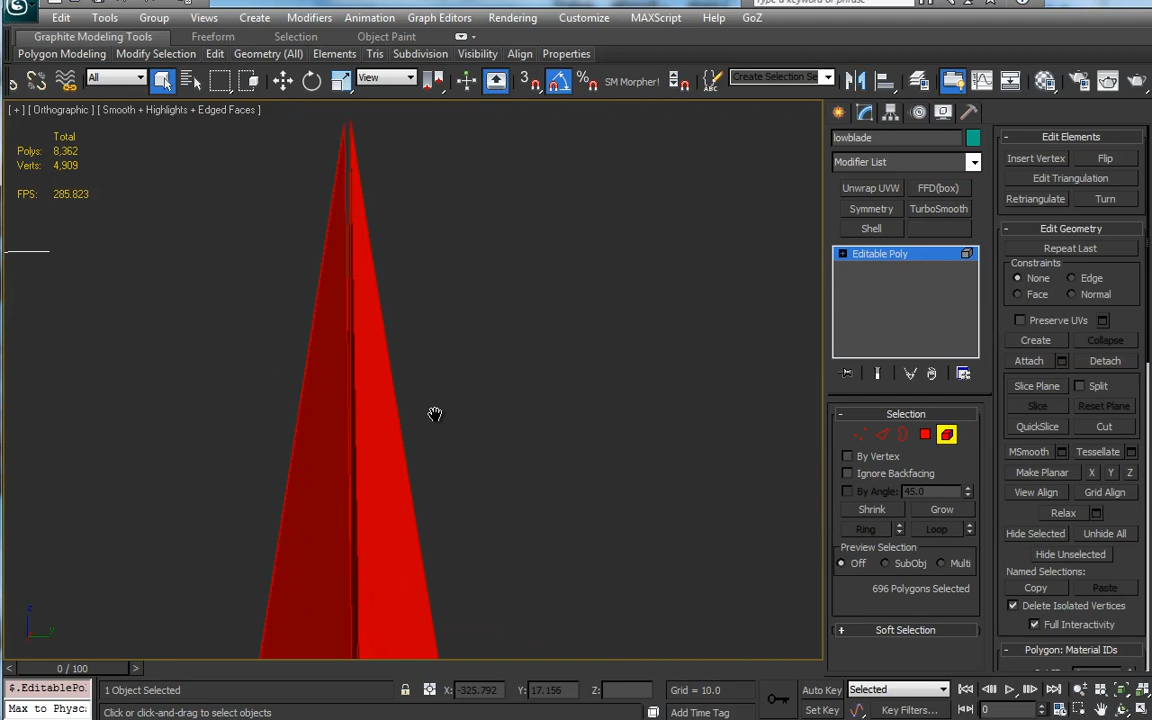 Edit Tools Group Views Create Modifiers Animation Graph Editors Rendering Customize MAXScript Help GoZ
Graphite Modeling Tools Freeform Selection Object Paint
Polygon Modeling Modify Selection Edit Geometry (All) Elements Tris Subdivision Visibility Align Properties
All View 3 % SM Morpher! ABC Create Selection Se
[ + ] [ Orthographic ] [ Smooth + Highlights + Edged Faces ]
Total
Polys: 8,362
Verts: 4,909
FPS: 285.823
z
y
lowblade
Modifier List
Unwrap UVW FFD(box)
Symmetry TurboSmooth
Shell
Editable Poly
- Selection
By Vertex
Ignore Backfacing
By Angle: 45.0
Shrink Grow
Ring Loop
Preview Selection
Off SubObj Multi
696 Polygons Selected
+ Soft Selection
- Edit Elements
Insert Vertex Flip
Edit Triangulation
Retriangulate Turn
- Edit Geometry
Repeat Last
Constraints
None Edge
Face Normal
Preserve UVs
Create Collapse
Attach Detach
Slice Plane Split
Slice Reset Plane
QuickSlice Cut
MSmooth Tessellate
Make Planar X Y Z
View Align Grid Align
Relax
Hide Selected Unhide All
Hide Unselected
Named Selections:
Copy Paste
Delete Isolated Vertices
Full Interactivity
- Polygon: Material IDs
< 0 / 100 >
$.EditablePo 1 Object Selected X: -325.792 Y: 17.156 Z: Grid = 10.0 Auto Key Selected
Max to Physc Click or click-and-drag to select objects Add Time Tag Set Key Key Filters... 0